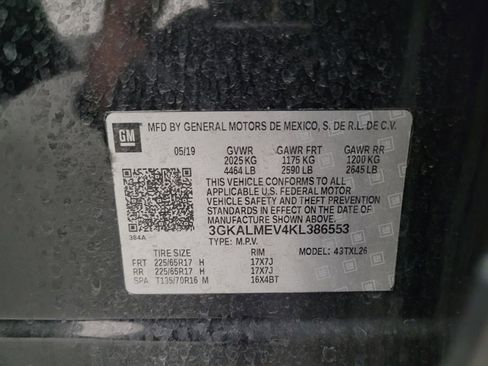 GM MFD BY GENERAL MOTORS DE MEXICO, S. DE R.L. DE C.V.
05/19 GVWR GAWR FRT GAWR RR
2025 KG 1175 KG 1200 KG
4464 LB 2590 LB 2645 LB
THIS VEHICLE CONFORMS TO ALL
APPLICABLE U.S. FEDERAL MOTOR
VEHICLE SAFETY AND THEFT PREVENTION
STANDARDS IN EFFECT ON THE DATE OF
MANUFACTURE SHOWN ABOVE.
3GKALMEV4KL386553
384A TYPE: M.P.V. MODEL: 43TXL26
TIRE SIZE RIM
FRT 225/65R17 H 17X7J
RR 225/65R17 H 17X7J
SPA T135/70R16 M 16X4BT